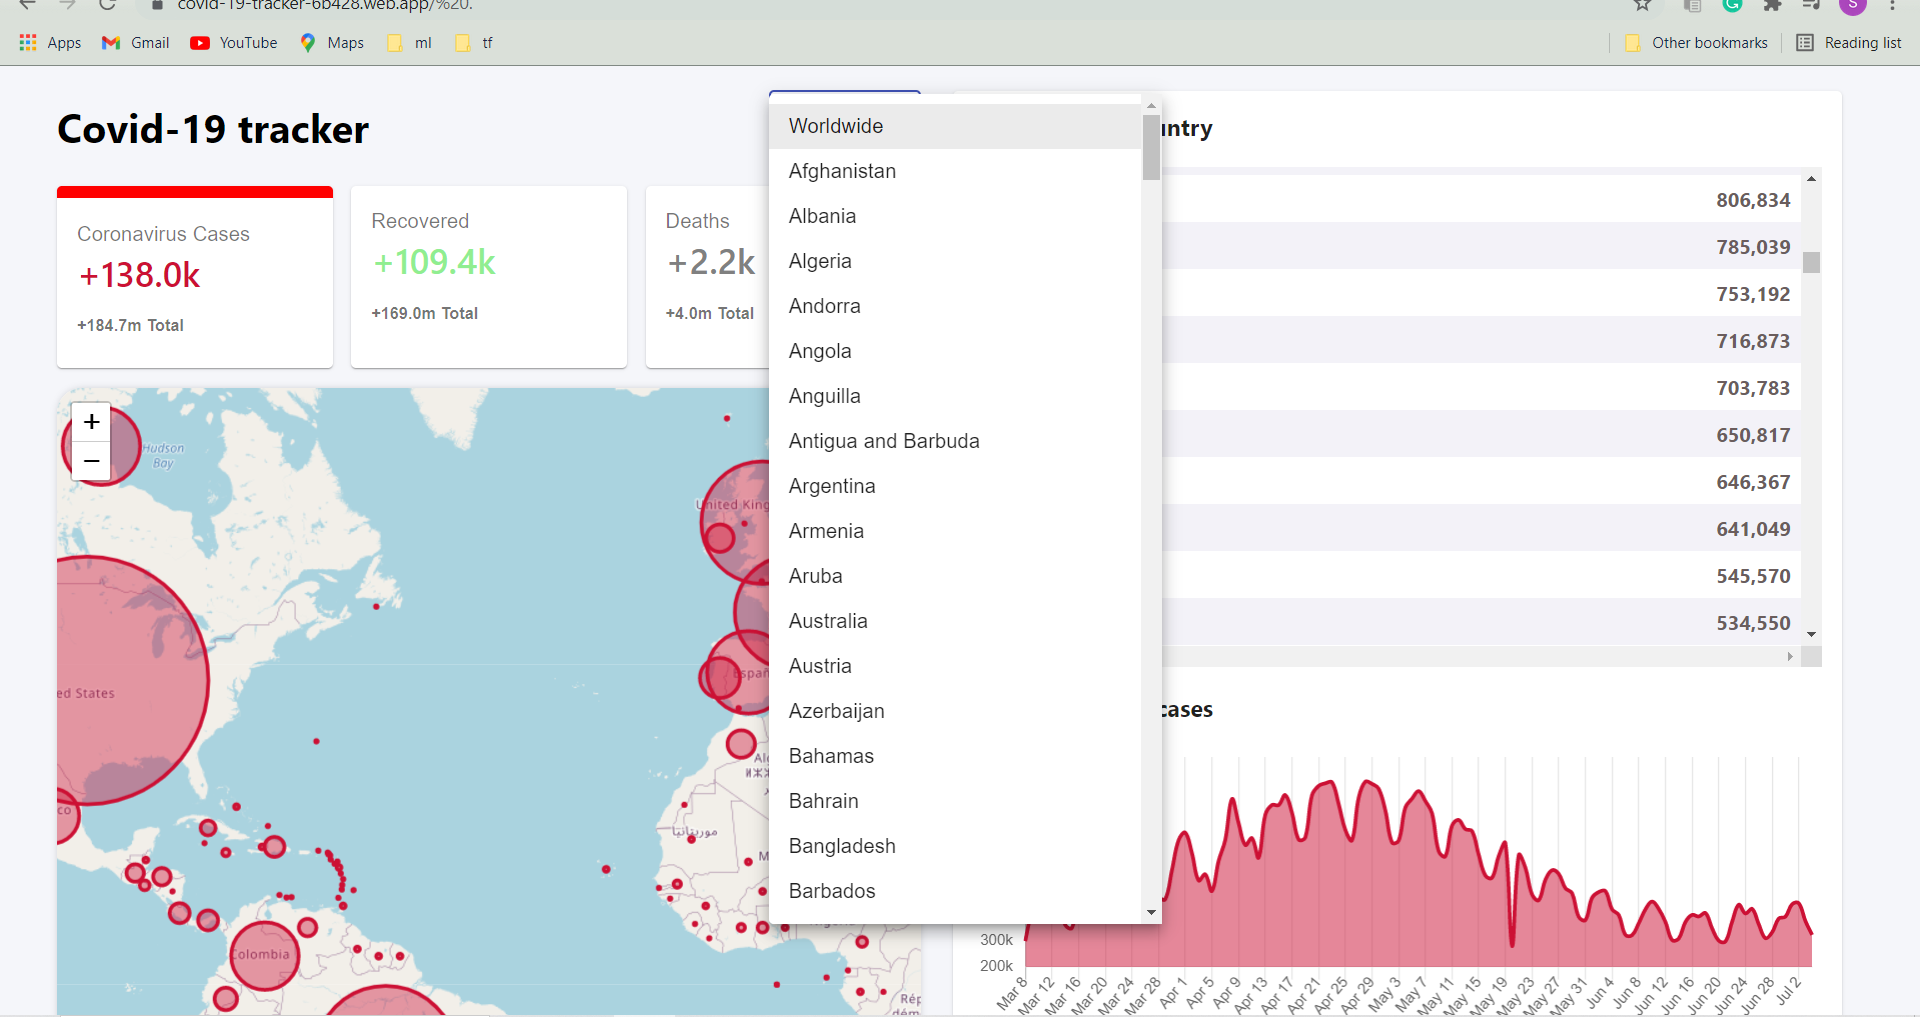 covid-19-tracker-6b428.web.app/%20.
S
Apps Gmail YouTube Maps ml tf Other bookmarks Reading list
Covid-19 tracker
Coronavirus Cases
+138.0k
+184.7m Total
Recovered
+109.4k
+169.0m Total
Deaths
+2.2k
+4.0m Total
Worldwide
Afghanistan
Albania
Algeria
Andorra
Angola
Anguilla
Antigua and Barbuda
Argentina
Armenia
Aruba
Australia
Austria
Azerbaijan
Bahamas
Bahrain
Bangladesh
Barbados
untry
806,834
785,039
753,192
716,873
703,783
650,817
646,367
641,049
545,570
534,550
+
−
Hudson
Bay
United King
ed States
Españ
co
موريتانيا
M
Colombia
Rép
cases
300k
200k
Mar 8 Mar 12 Mar 16 Mar 20 Mar 24 Mar 28 Apr 1 Apr 5 Apr 9 Apr 13 Apr 17 Apr 21 Apr 25 Apr 29 May 3 May 7 May 11 May 15 May 19 May 23 May 27 May 31 Jun 4 Jun 8 Jun 12 Jun 16 Jun 20 Jun 24 Jun 28 Jul 2